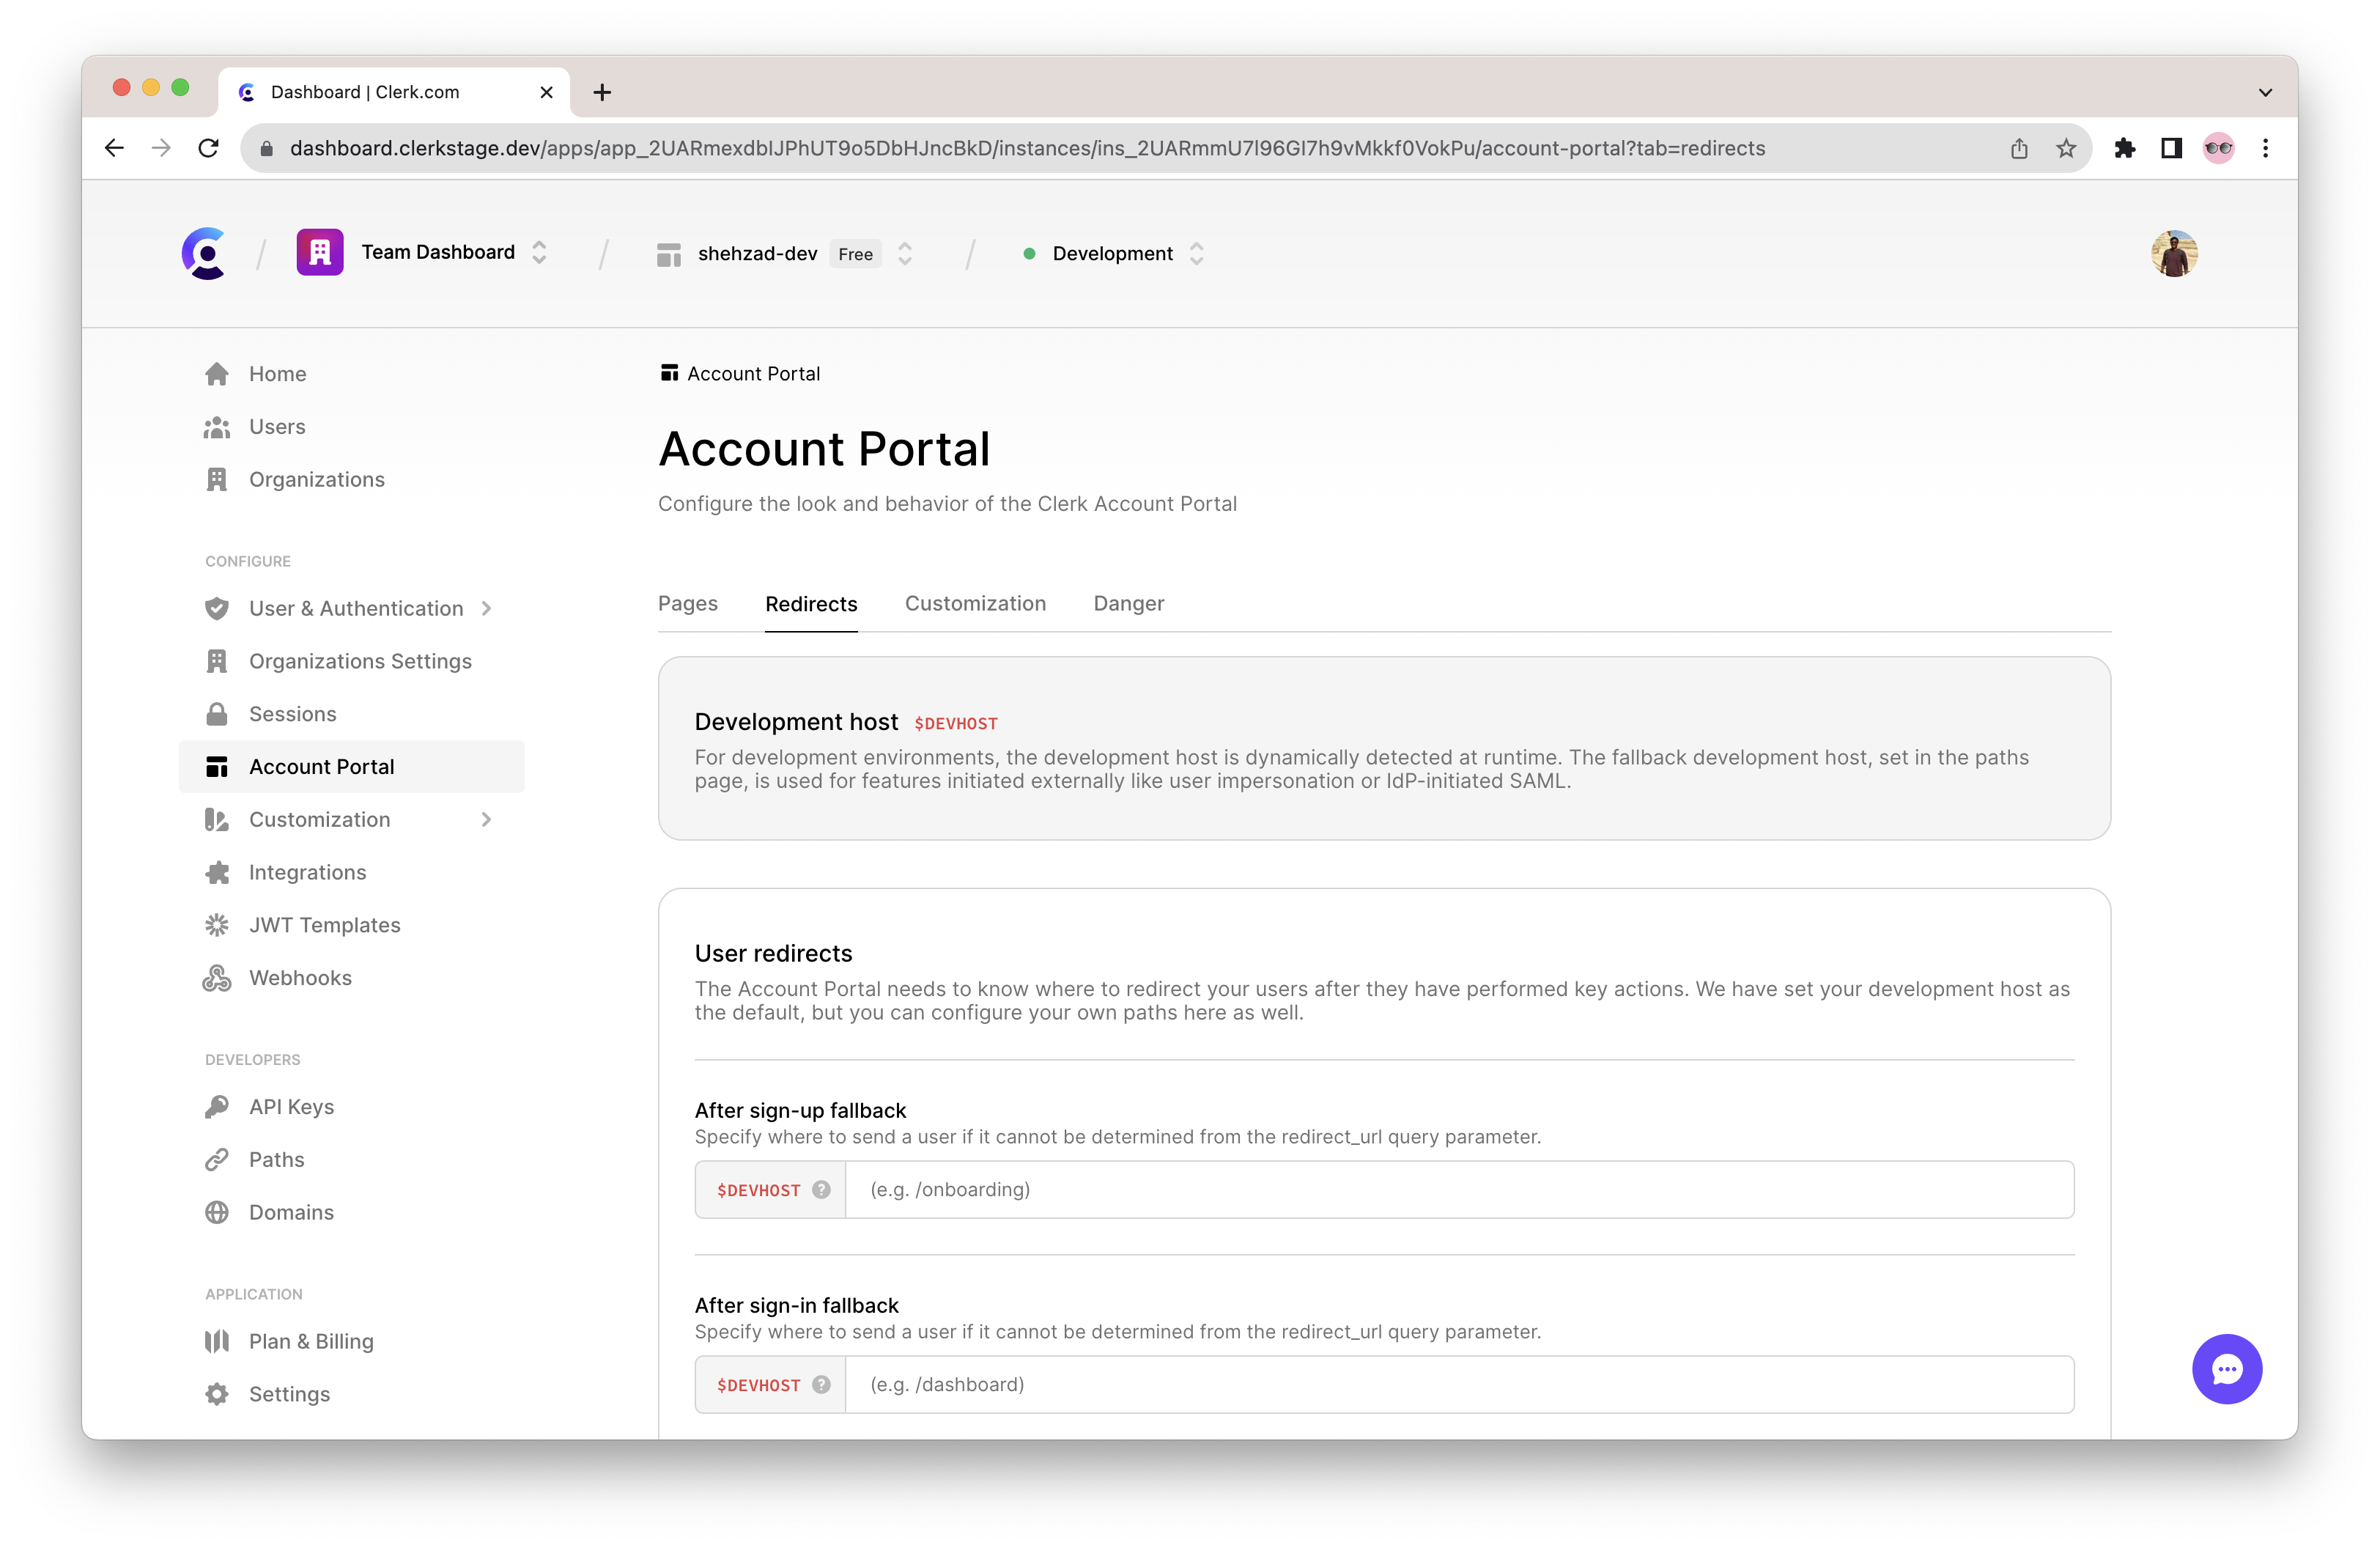 Dashboard | Clerk.com
dashboard.clerkstage.dev/apps/app_2UARmexdblJPhUT9o5DbHJncBkD/instances/ins_2UARmmU7l96Gl7h9vMkkf0VokPu/account-portal?tab=redirects
Team Dashboard
shehzad-dev Free
Development
Home
Users
Organizations
CONFIGURE
User & Authentication
Organizations Settings
Sessions
Account Portal
Customization
Integrations
JWT Templates
Webhooks
DEVELOPERS
API Keys
Paths
Domains
APPLICATION
Plan & Billing
Settings
Account Portal
Account Portal
Configure the look and behavior of the Clerk Account Portal
Pages Redirects Customization Danger
Development host $DEVHOST
For development environments, the development host is dynamically detected at runtime. The fallback development host, set in the paths
page, is used for features initiated externally like user impersonation or IdP-initiated SAML.
User redirects
The Account Portal needs to know where to redirect your users after they have performed key actions. We have set your development host as
the default, but you can configure your own paths here as well.
After sign-up fallback
Specify where to send a user if it cannot be determined from the redirect_url query parameter.
$DEVHOST ? (e.g. /onboarding)
After sign-in fallback
Specify where to send a user if it cannot be determined from the redirect_url query parameter.
$DEVHOST ? (e.g. /dashboard)